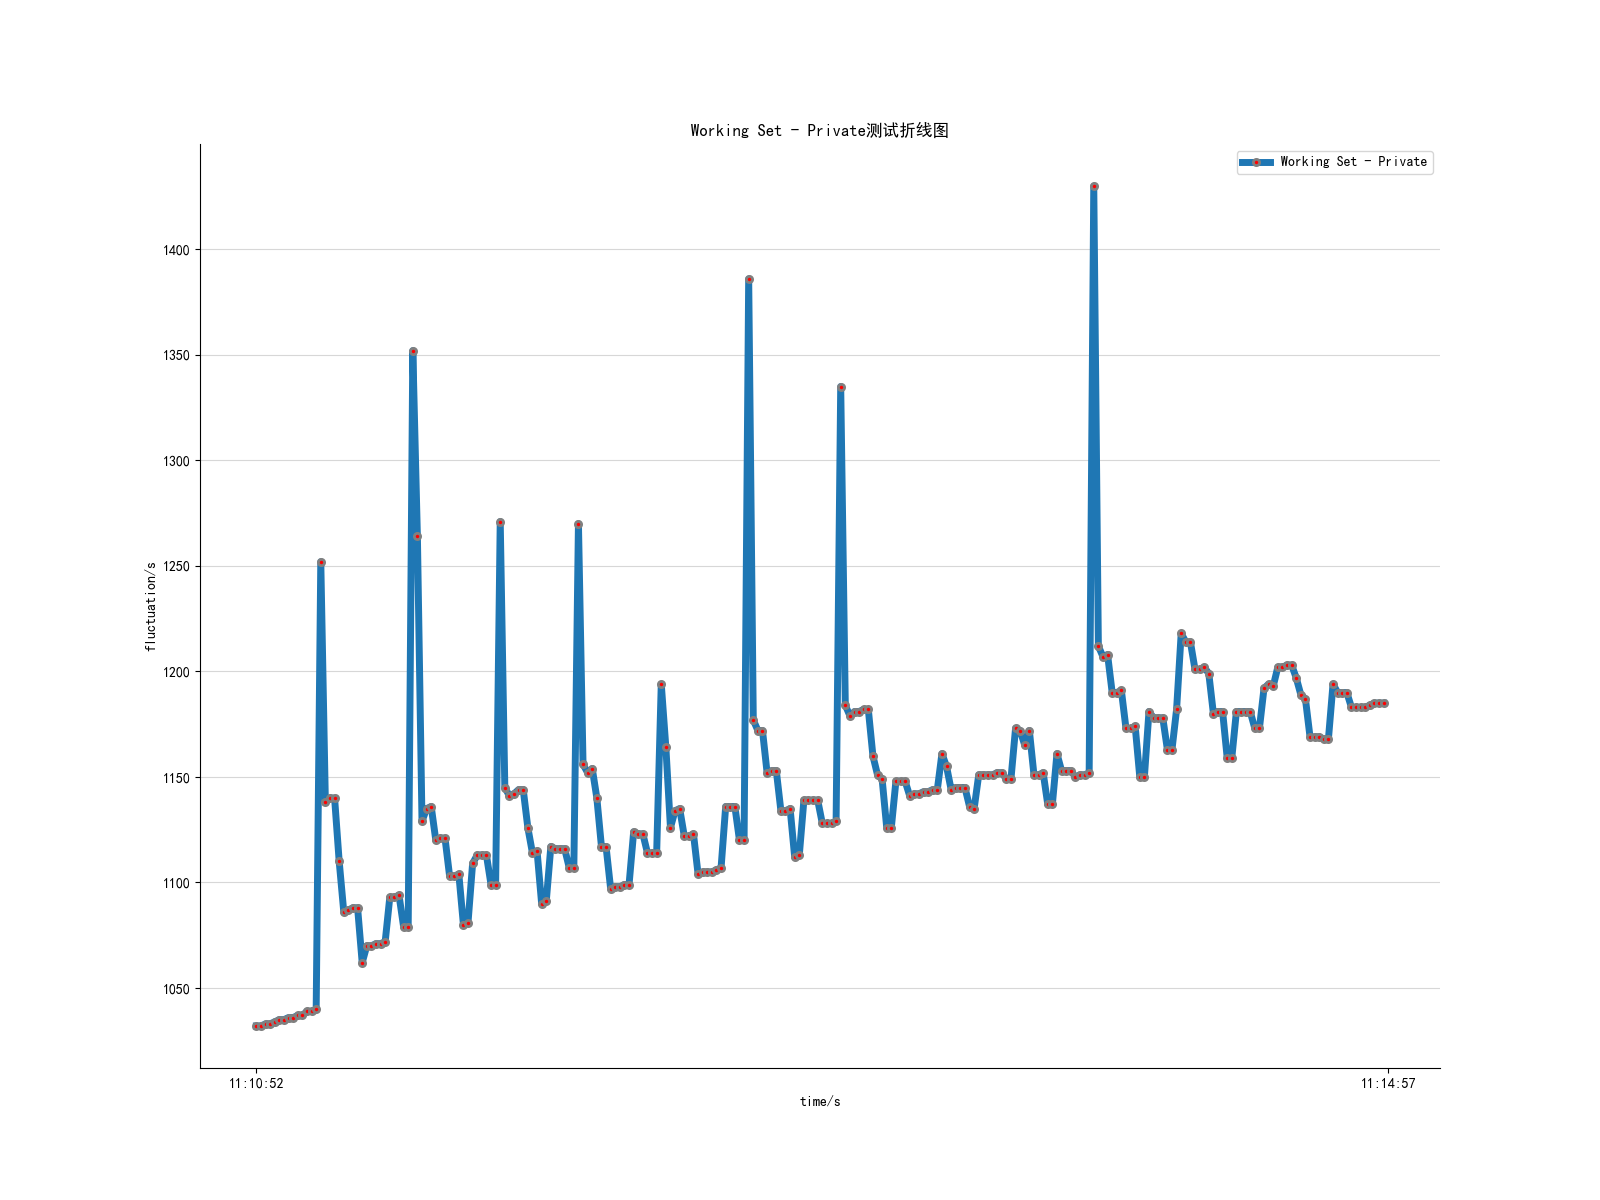 Working Set - Private测试折线图
Working Set - Private
1400
1350
1300
1250
1200
1150
1100
1050
fluctuation/s
11:10:52
11:14:57
time/s